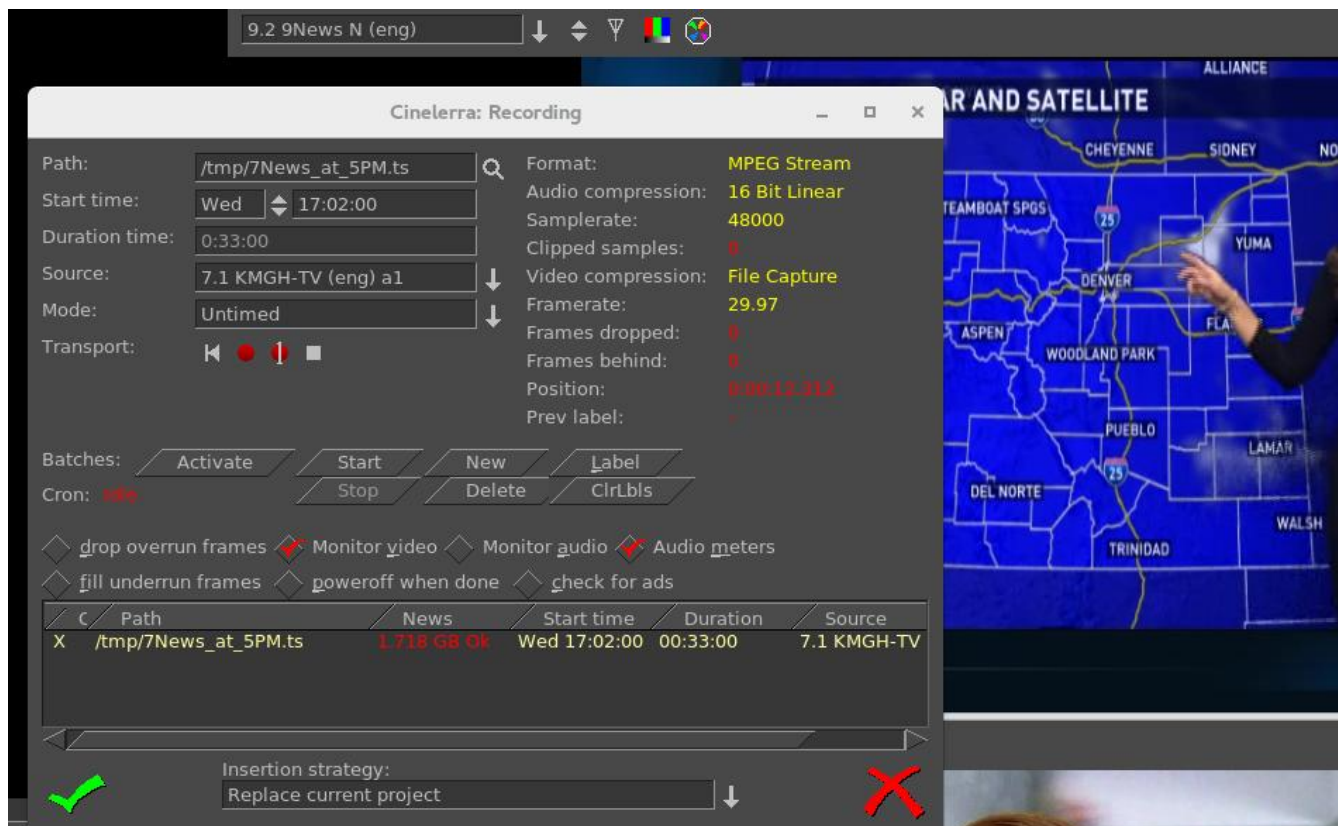 9.2 9News N (eng)
ALLIANCE
AR AND SATELLITE
Cinelerra: Recording
CHEYENNE SIDNEY NO
Path: /tmp/7News_at_5PM.ts Format: MPEG Stream
Start time: Wed 17:02:00 Audio compression: 16 Bit Linear
TEAMBOAT SPGS 25
Samplerate: 48000
Duration time: 0:33:00 Clipped samples: 0
YUMA
Source: 7.1 KMGH-TV (eng) a1 Video compression: File Capture
DENVER
Mode: Untimed Framerate: 29.97
Frames dropped: 0
FLA
ASPEN
Transport: Frames behind: 0
WOODLAND PARK
Position: 0:00:12.312
Prev label: -
PUEBLO
LAMAR
Batches: Activate Start New Label
25
Cron: Idle Stop Delete ClrLbls
DEL NORTE
WALSH
drop overrun frames Monitor video Monitor audio Audio meters
TRINIDAD
fill underrun frames poweroff when done check for ads
C Path News Start time Duration Source
X /tmp/7News_at_5PM.ts 1.718 GB Ok Wed 17:02:00 00:33:00 7.1 KMGH-TV
Insertion strategy:
Replace current project